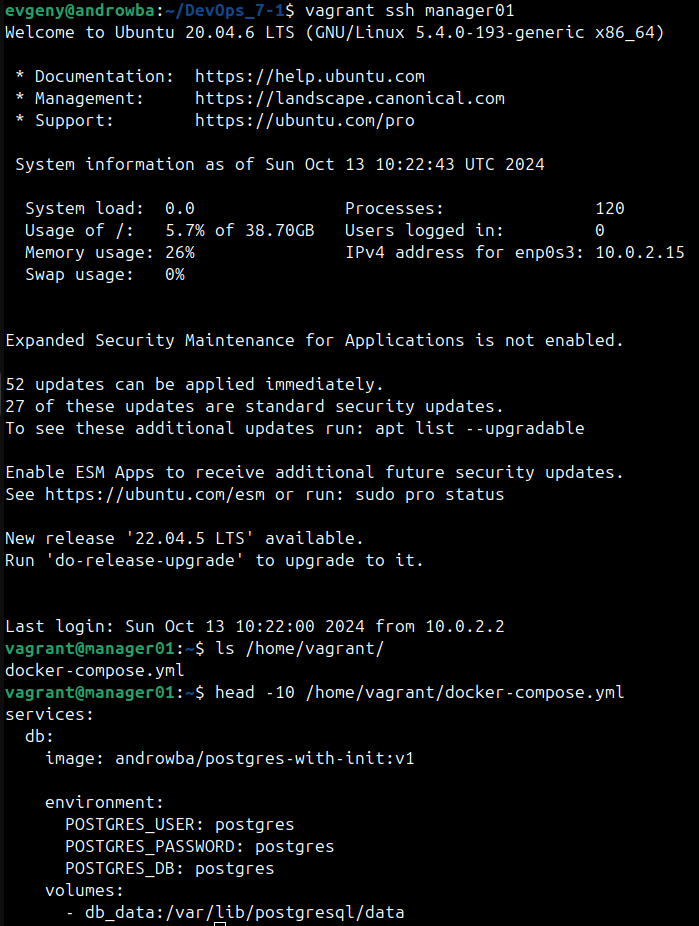 evgeny@androwba:~/DevOps_7-1$ vagrant ssh manager01
Welcome to Ubuntu 20.04.6 LTS (GNU/Linux 5.4.0-193-generic x86_64)
* Documentation:  https://help.ubuntu.com
* Management:     https://landscape.canonical.com
* Support:        https://ubuntu.com/pro
System information as of Sun Oct 13 10:22:43 UTC 2024
System load:  0.0               Processes:               120
Usage of /:   5.7% of 38.70GB   Users logged in:         0
Memory usage: 26%               IPv4 address for enp0s3: 10.0.2.15
Swap usage:   0%
Expanded Security Maintenance for Applications is not enabled.
52 updates can be applied immediately.
27 of these updates are standard security updates.
To see these additional updates run: apt list --upgradable
Enable ESM Apps to receive additional future security updates.
See https://ubuntu.com/esm or run: sudo pro status
New release '22.04.5 LTS' available.
Run 'do-release-upgrade' to upgrade to it.
Last login: Sun Oct 13 10:22:00 2024 from 10.0.2.2
vagrant@manager01:~$ ls /home/vagrant/
docker-compose.yml
vagrant@manager01:~$ head -10 /home/vagrant/docker-compose.yml
services:
  db:
    image: androwba/postgres-with-init:v1
    environment:
      POSTGRES_USER: postgres
      POSTGRES_PASSWORD: postgres
      POSTGRES_DB: postgres
    volumes:
      - db_data:/var/lib/postgresql/data